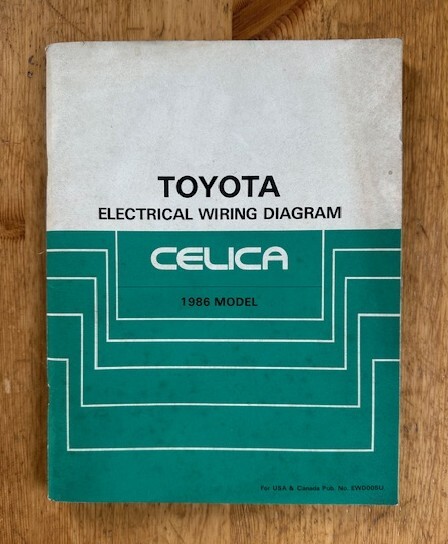 TOYOTA
ELECTRICAL WIRING DIAGRAM
CELICA
1986 MODEL
For USA & Canada Pub. No. EWD006U